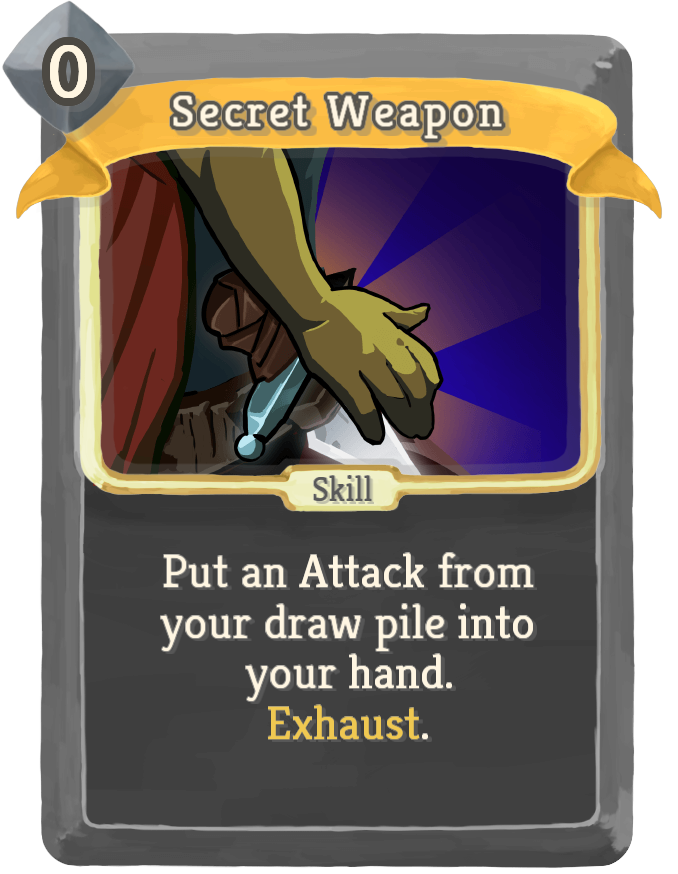 0
Secret Weapon
Skill
Put an Attack from
your draw pile into
your hand.
Exhaust.